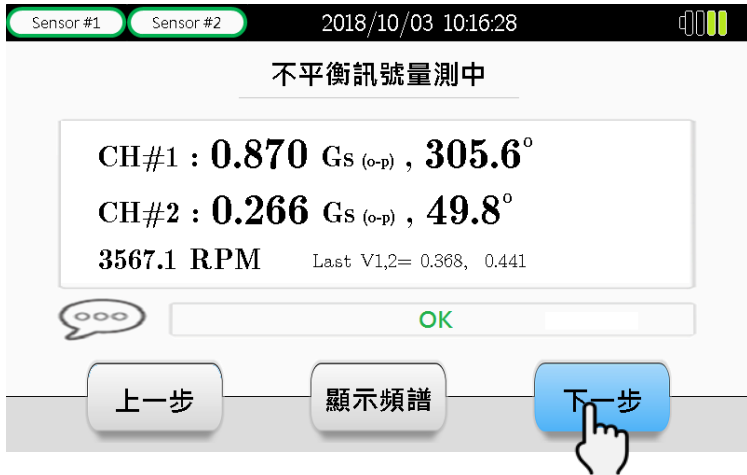 Sensor #1 Sensor #2 2018/10/03 10:16:28
不平衡訊號量測中
CH#1 : 0.870 Gs (o-p) , 305.6°
CH#2 : 0.266 Gs (o-p) , 49.8°
3567.1 RPM Last V1,2= 0.368, 0.441
OK
上一步 顯示頻譜 下一步